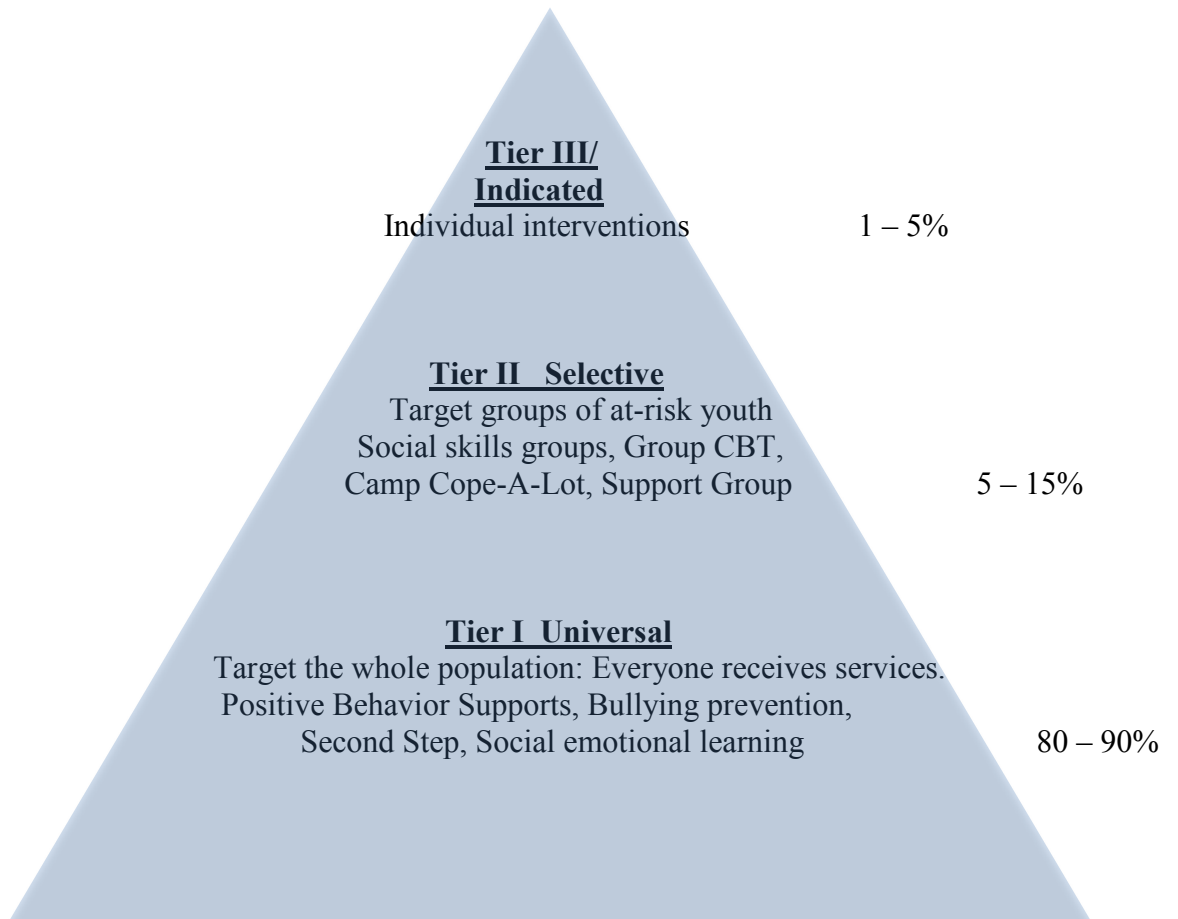 Tier III/
Indicated
Individual interventions 1 – 5%
Tier II Selective
Target groups of at-risk youth
Social skills groups, Group CBT,
Camp Cope-A-Lot, Support Group 5 – 15%
Tier I Universal
Target the whole population: Everyone receives services.
Positive Behavior Supports, Bullying prevention,
Second Step, Social emotional learning 80 – 90%